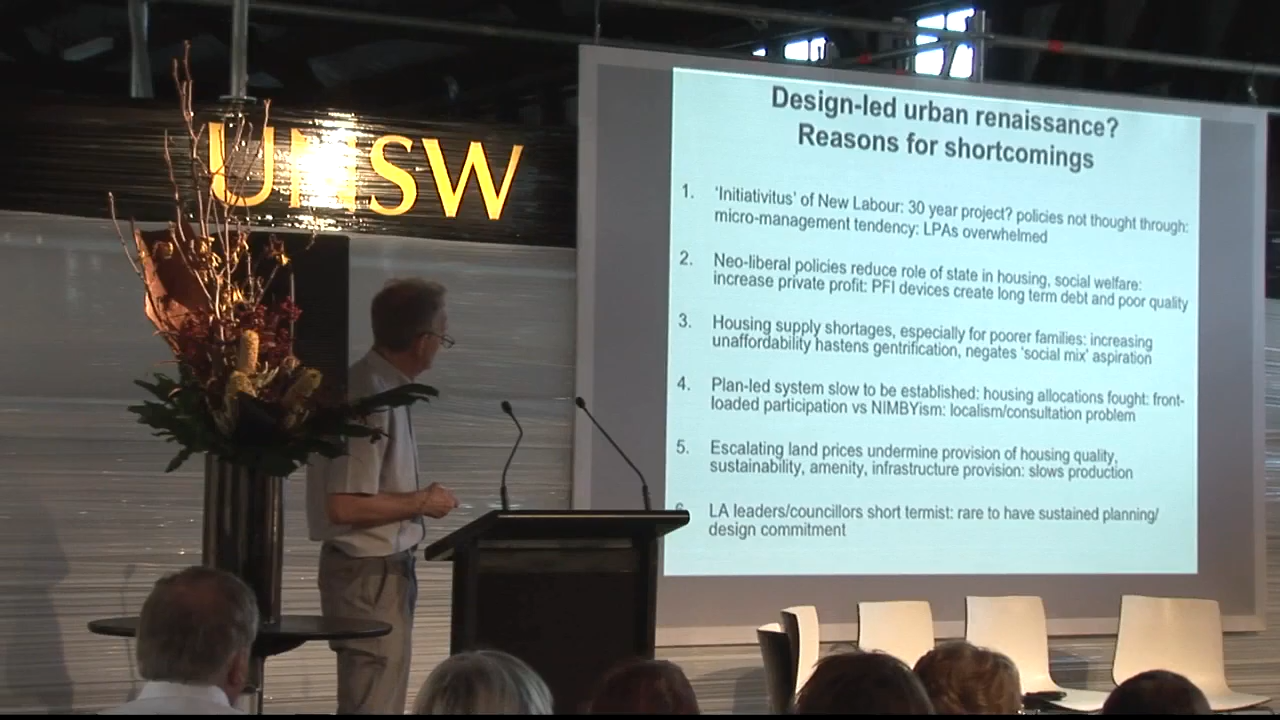 UNSW
Design-led urban renaissance?
Reasons for shortcomings
1. 'Initiativitus' of New Labour: 30 year project? policies not thought through:
micro-management tendency: LPAs overwhelmed
2. Neo-liberal policies reduce role of state in housing, social welfare:
increase private profit: PFI devices create long term debt and poor quality
3. Housing supply shortages, especially for poorer families: increasing
unaffordability hastens gentrification, negates 'social mix' aspiration
4. Plan-led system slow to be established: housing allocations fought: front-
loaded participation vs NIMBYism: localism/consultation problem
5. Escalating land prices undermine provision of housing quality,
sustainability, amenity, infrastructure provision: slows production
6. LA leaders/councillors short termist: rare to have sustained planning/
design commitment